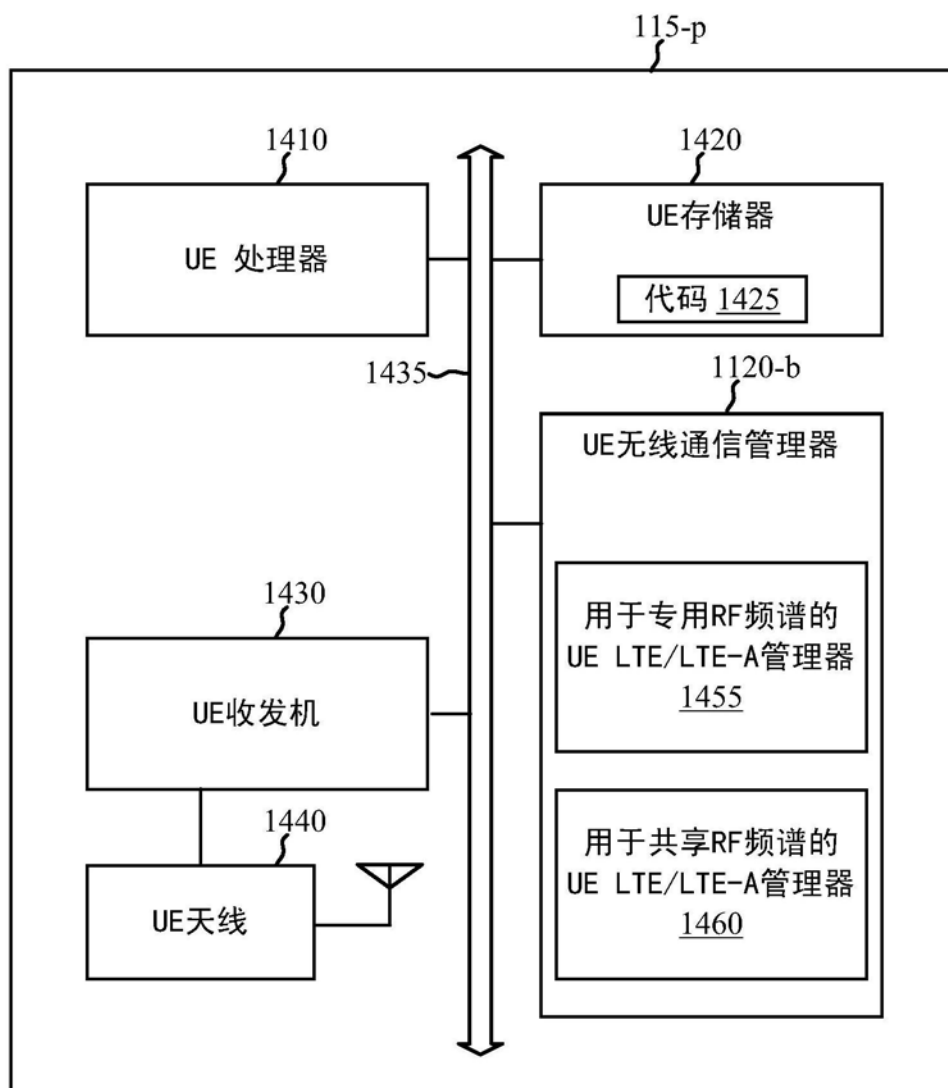 115-p
1410
UE 处理器
1420
UE存储器
代码 1425
1435
1120-b
UE无线通信管理器
用于专用RF频谱的
UE LTE/LTE-A管理器
1455
1430
UE收发机
1440
UE天线
用于共享RF频谱的
UE LTE/LTE-A管理器
1460